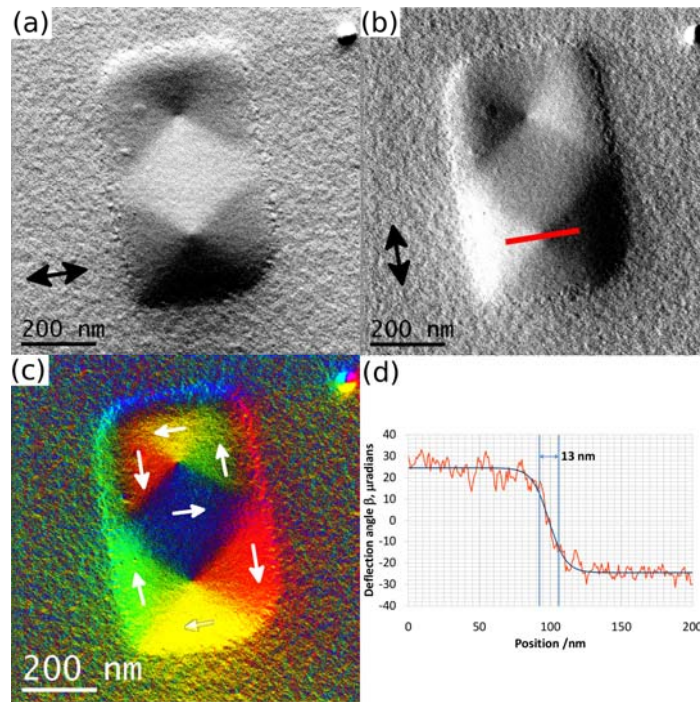 (a)
(b)
200 nm
200 nm
(c)
(d)
200 nm
Deflection angle β, µradians
40
30
20
10
0
-10
-20
-30
-40
13 nm
0
50
100
150
200
Position /nm